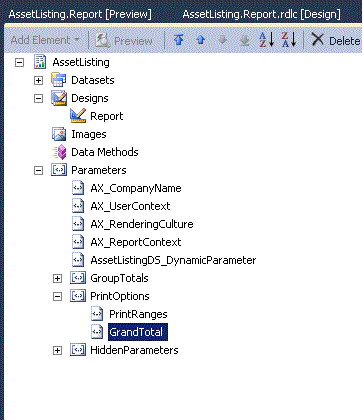 AssetListing.Report [Preview] AssetListing.Report.rdlc [Design]
Add Element Preview Delete
AssetListing
Datasets
Designs
Report
Images
Data Methods
Parameters
AX_CompanyName
AX_UserContext
AX_RenderingCulture
AX_ReportContext
AssetListingDS_DynamicParameter
GroupTotals
PrintOptions
PrintRanges
GrandTotal
HiddenParameters